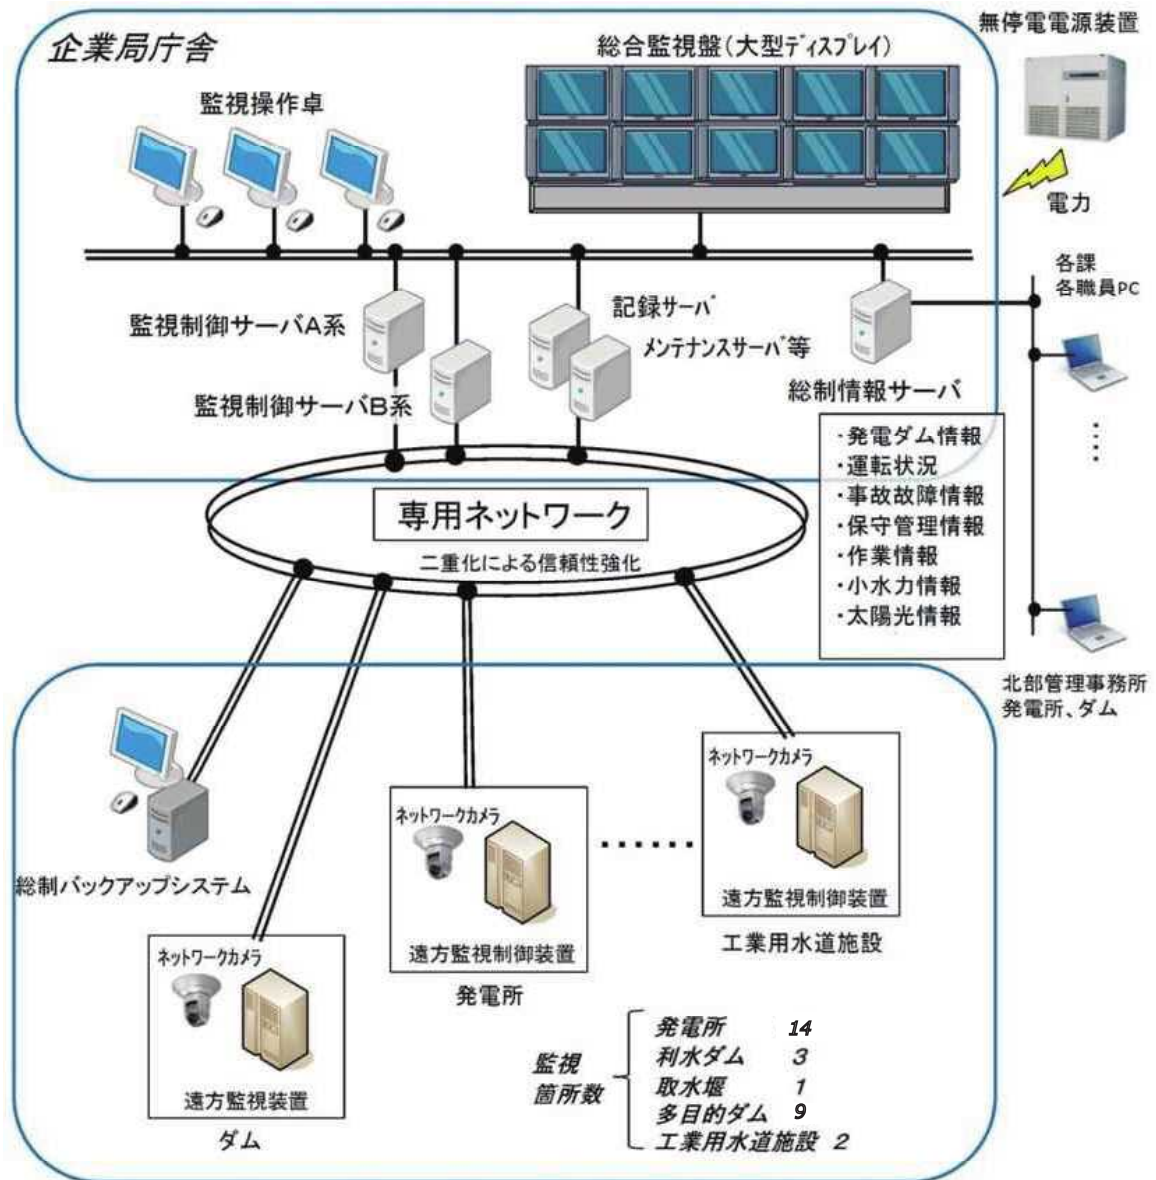 企業局庁舎
無停電電源装置
総合監視盤(大型ディスプレイ)
監視操作卓
電力
各課
各職員PC
監視制御サーバA系
記録サーバ
メンテナンスサーバ等
監視制御サーバB系
総制情報サーバ
・発電ダム情報
・運転状況
・事故故障情報
・保守管理情報
・作業情報
・小水力情報
・太陽光情報
専用ネットワーク
二重化による信頼性強化
北部管理事務所
発電所、ダム
ネットワークカメラ
遠方監視制御装置
工業用水道施設
ネットワークカメラ
遠方監視制御装置
発電所
総制バックアップシステム
ネットワークカメラ
遠方監視装置
ダム
監視
箇所数
発電所 14
利水ダム 3
取水堰 1
多目的ダム 9
工業用水道施設 2